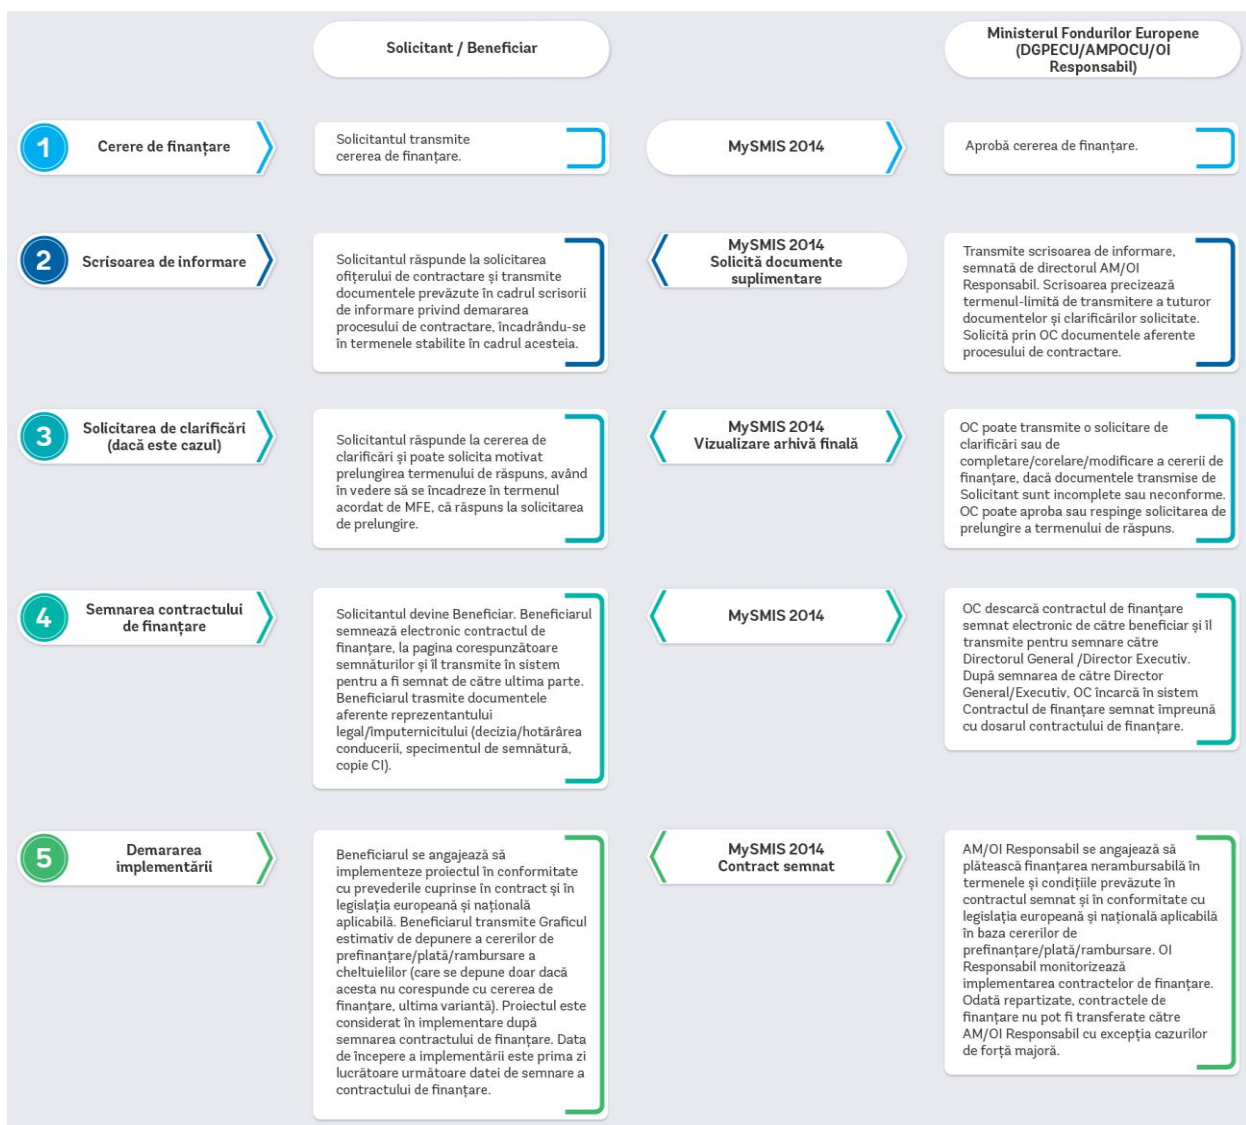 Solicitant / Beneficiar
Ministerul Fondurilor Europene
(DGPECU/AMPOCU/OI
Responsabil)
1
Cerere de finanțare
Solicitantul transmite
cererea de finanțare.
MySMIS 2014
Aprobă cererea de finanțare.
2
Scrisoarea de informare
Solicitantul răspunde la solicitarea
ofițerului de contractare și transmite
documentele prevăzute în cadrul scrisorii
de informare privind demararea
procesului de contractare, încadrându-se
în termenele stabilite în cadrul acesteia.
MySMIS 2014
Solicită documente
suplimentare
Transmite scrisoarea de informare,
semnată de directorul AM/OI
Responsabil. Scrisoarea precizează
termenul-limită de transmitere a tuturor
documentelor și clarificărilor solicitate.
Solicită prin OC documentele aferente
procesului de contractare.
3
Solicitarea de clarificări
(dacă este cazul)
Solicitantul răspunde la cererea de
clarificări și poate solicita motivat
prelungirea termenului de răspuns, având
în vedere să se încadreze în termenul
acordat de MFE, că răspuns la solicitarea
de prelungire.
MySMIS 2014
Vizualizare arhivă finală
OC poate transmite o solicitare de
clarificări sau de
completare/corelare/modificare a cererii de
finanțare, dacă documentele transmise de
Solicitant sunt incomplete sau neconforme.
OC poate aproba sau respinge solicitarea de
prelungire a termenului de răspuns.
4
Semnarea contractului
de finanțare
Solicitantul devine Beneficiar. Beneficiarul
semnează electronic contractul de
finanțare, la pagina corespunzătoare
semnăturilor și îl transmite în sistem
pentru a fi semnat de către ultima parte.
Beneficiarul trasmite documentele
aferente reprezentantului
legal/împuternicitului (decizia/hotărârea
conducerii, specimentul de semnătură,
copie CI).
MySMIS 2014
OC descarcă contractul de finanțare
semnat electronic de către beneficiar și îl
transmite pentru semnare către
Directorul General /Director Executiv.
După semnarea de către Director
General/Executiv, OC încarcă în sistem
Contractul de finanțare semnat împreună
cu dosarul contractului de finanțare.
5
Demararea
implementării
Beneficiarul se angajează să
implementeze proiectul în conformitate
cu prevederile cuprinse în contract și în
legislația europeană și națională
aplicabilă. Beneficiarul transmite Graficul
estimativ de depunere a cererilor de
prefinanțare/plată/rambursare a
cheltuielilor (care se depune doar dacă
acesta nu corespunde cu cererea de
finanțare, ultima variantă). Proiectul este
considerat în implementare după
semnarea contractului de finanțare. Data
de începere a implementării este prima zi
lucrătoare următoare datei de semnare a
contractului de finanțare.
MySMIS 2014
Contract semnat
AM/OI Responsabil se angajează să
plătească finanțarea nerambursabilă în
termenele și condițiile prevăzute în
contractul semnat și în conformitate cu
legislația europeană și națională aplicabilă
în baza cererilor de
prefinanțare/plată/rambursare. OI
Responsabil monitorizează
implementarea contractelor de finanțare.
Odată repartizate, contractele de
finanțare nu pot fi transferate către
AM/OI Responsabil cu excepția cazurilor
de forță majoră.